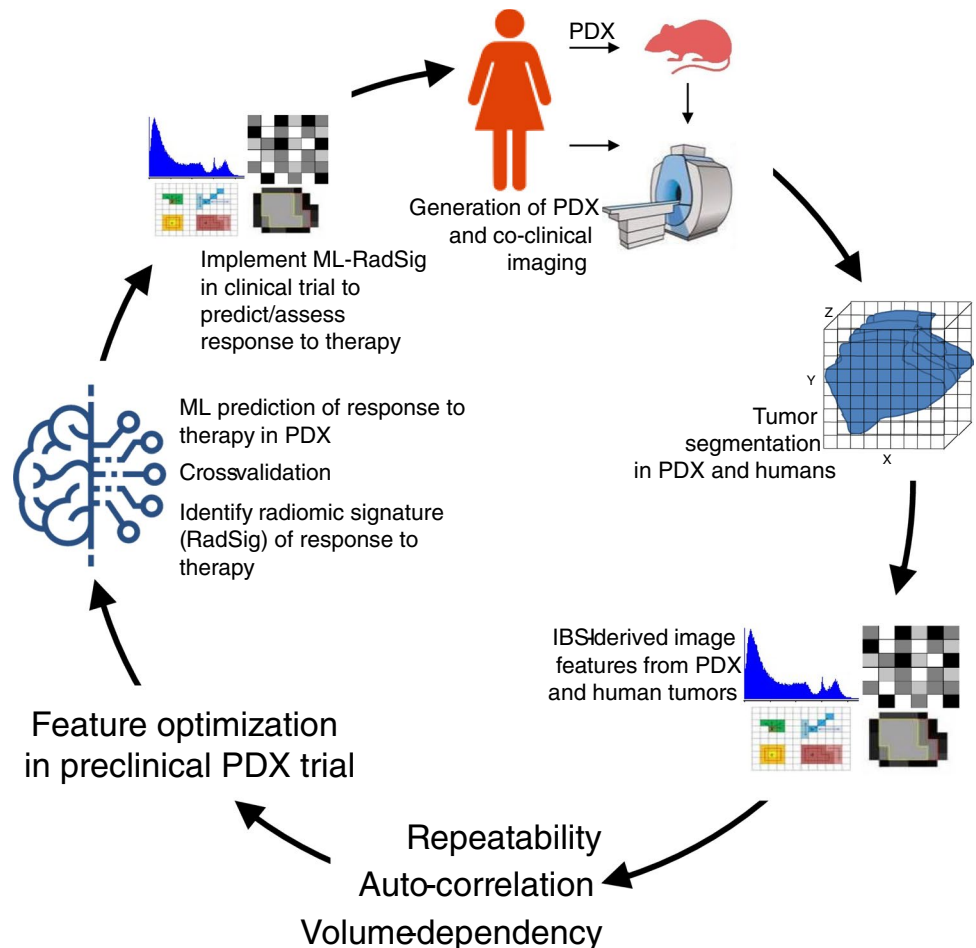 PDX
Generation of PDX
and co-clinical
imaging
Z
Y
X
Tumor
segmentation
in PDX and humans
IBSI-derived image
features from PDX
and human tumors
Repeatability
Auto-correlation
Volume-dependency
Feature optimization
in preclinical PDX trial
ML prediction of response to
therapy in PDX
Cross-validation
Identify radiomic signature
(RadSig) of response to
therapy
Implement ML-RadSig
in clinical trial to
predict/assess
response to therapy